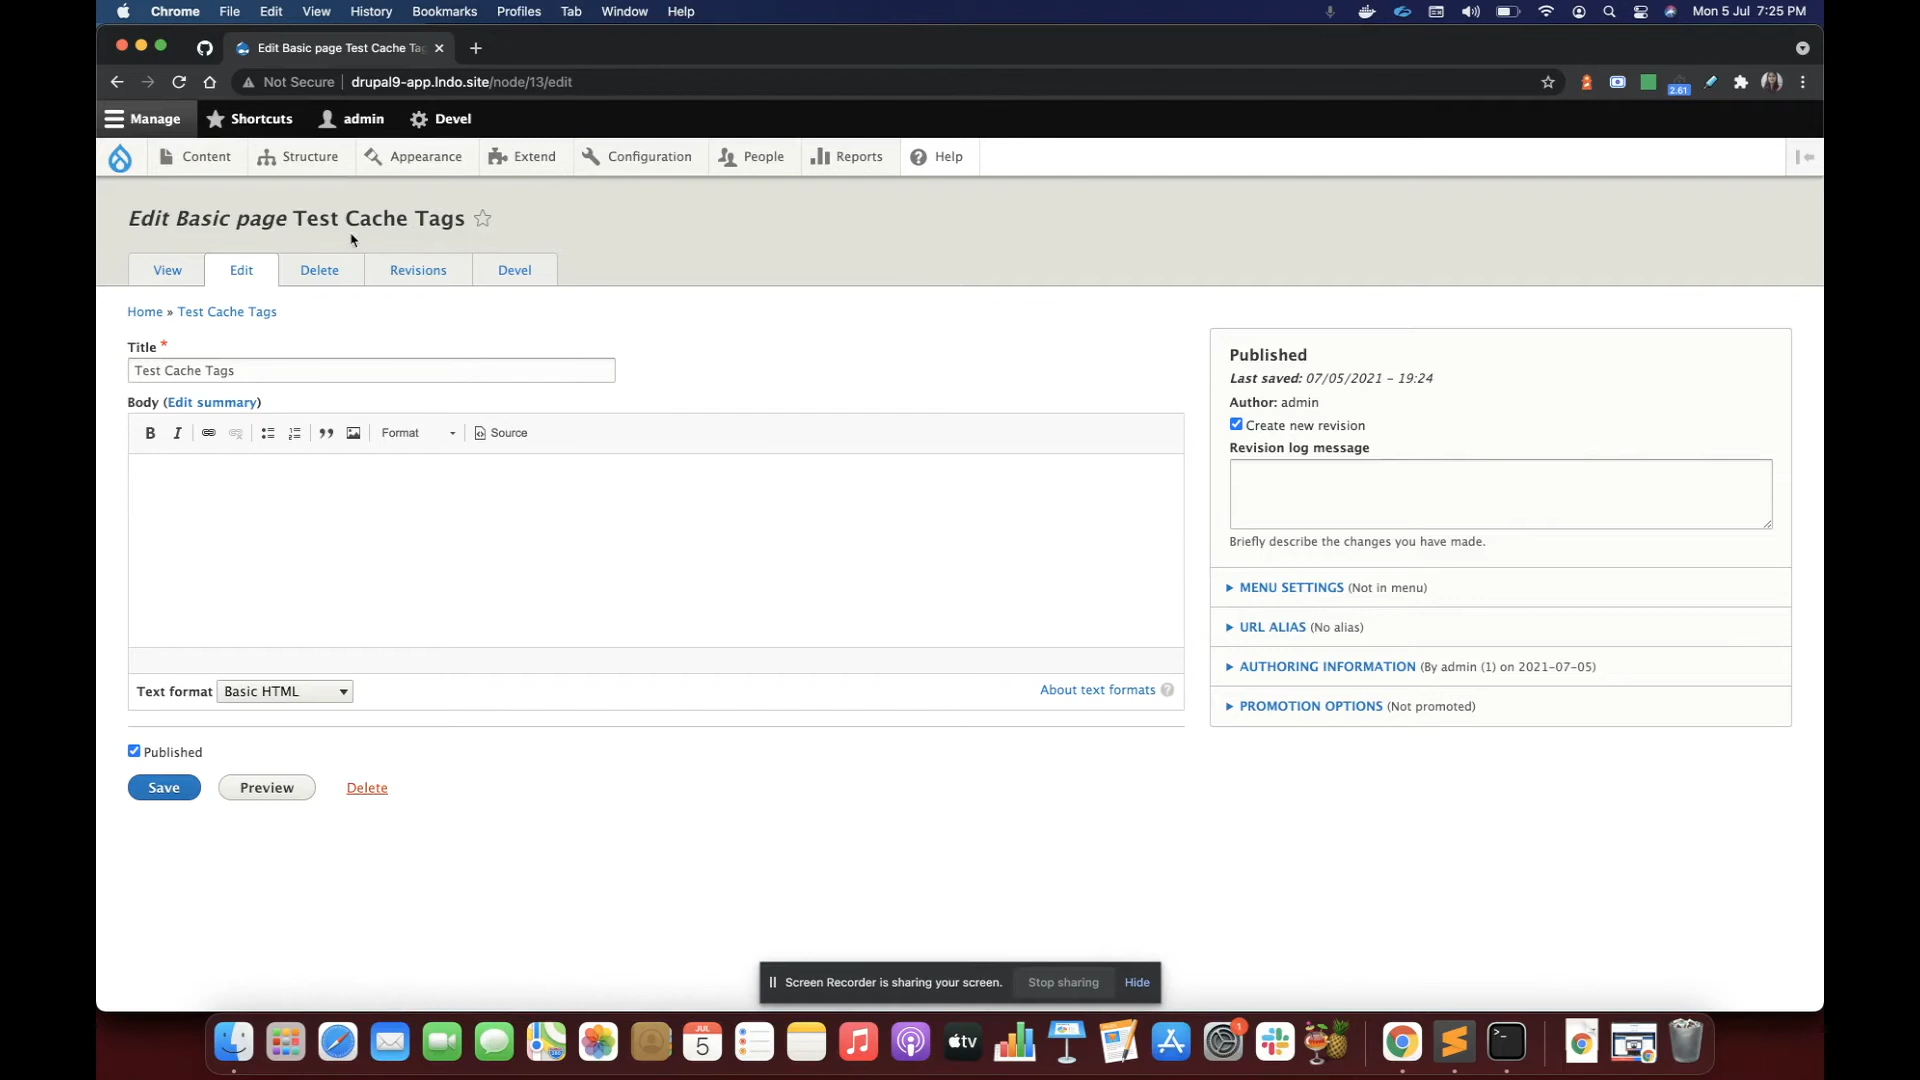 Chrome File Edit View History Bookmarks Profiles Tab Window Help Mon 5 Jul 7:25 PM
Edit Basic page Test Cache Ta
Not Secure drupal9-app.lndo.site/node/13/edit 2.61
Manage Shortcuts admin Devel
Content Structure Appearance Extend Configuration People Reports Help
Edit Basic page Test Cache Tags
View Edit Delete Revisions Devel
Home » Test Cache Tags
Title *
Test Cache Tags
Body (Edit summary)
B I Format Source
Text format Basic HTML About text formats ?
Published
Save Preview Delete
Published
Last saved: 07/05/2021 - 19:24
Author: admin
Create new revision
Revision log message
Briefly describe the changes you have made.
MENU SETTINGS (Not in menu)
URL ALIAS (No alias)
AUTHORING INFORMATION (By admin (1) on 2021-07-05)
PROMOTION OPTIONS (Not promoted)
Screen Recorder is sharing your screen. Stop sharing Hide
JUL
5
tv
1